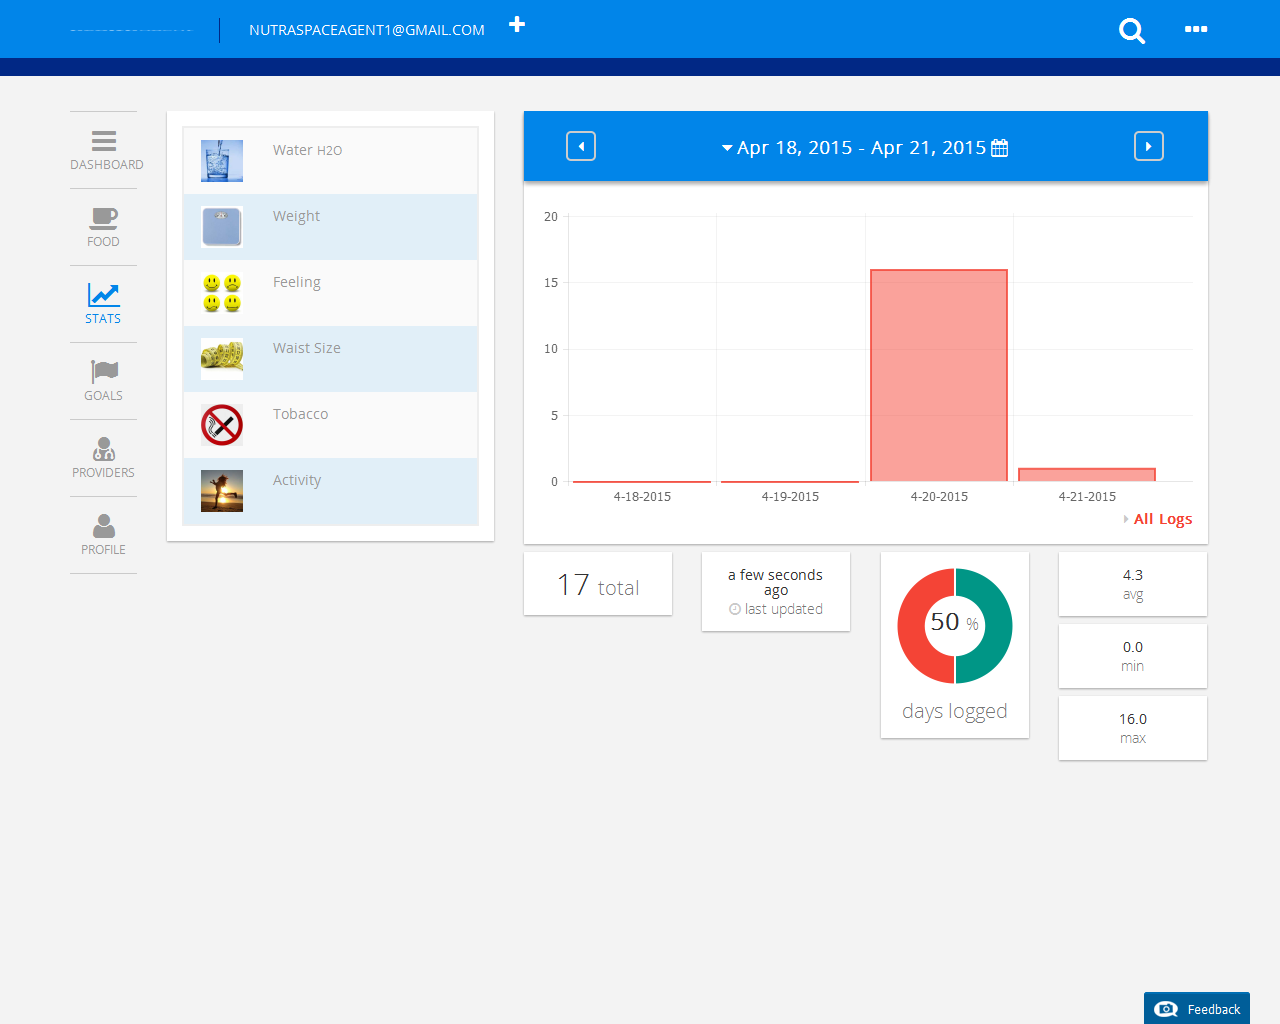 NUTRASPACEAGENT1@GMAIL.COM
DASHBOARD
FOOD
STATS
GOALS
PROVIDERS
PROFILE
Water H2O
Weight
Feeling
Waist Size
Tobacco
Activity
Apr 18, 2015 - Apr 21, 2015
20
15
10
5
0
4-18-2015 4-19-2015 4-20-2015 4-21-2015
All Logs
17 total
a few seconds
ago
last updated
50 %
days logged
4.3
avg
0.0
min
16.0
max
Feedback